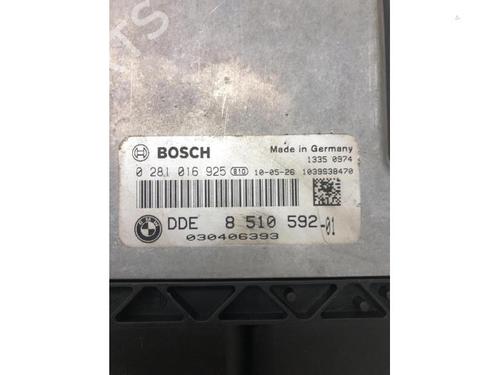 BOSCH
Made in Germany
1335 0974
0 281 016 925 10-05-26 1039S38470
BMW
DDE 8 510 592-01
030406393